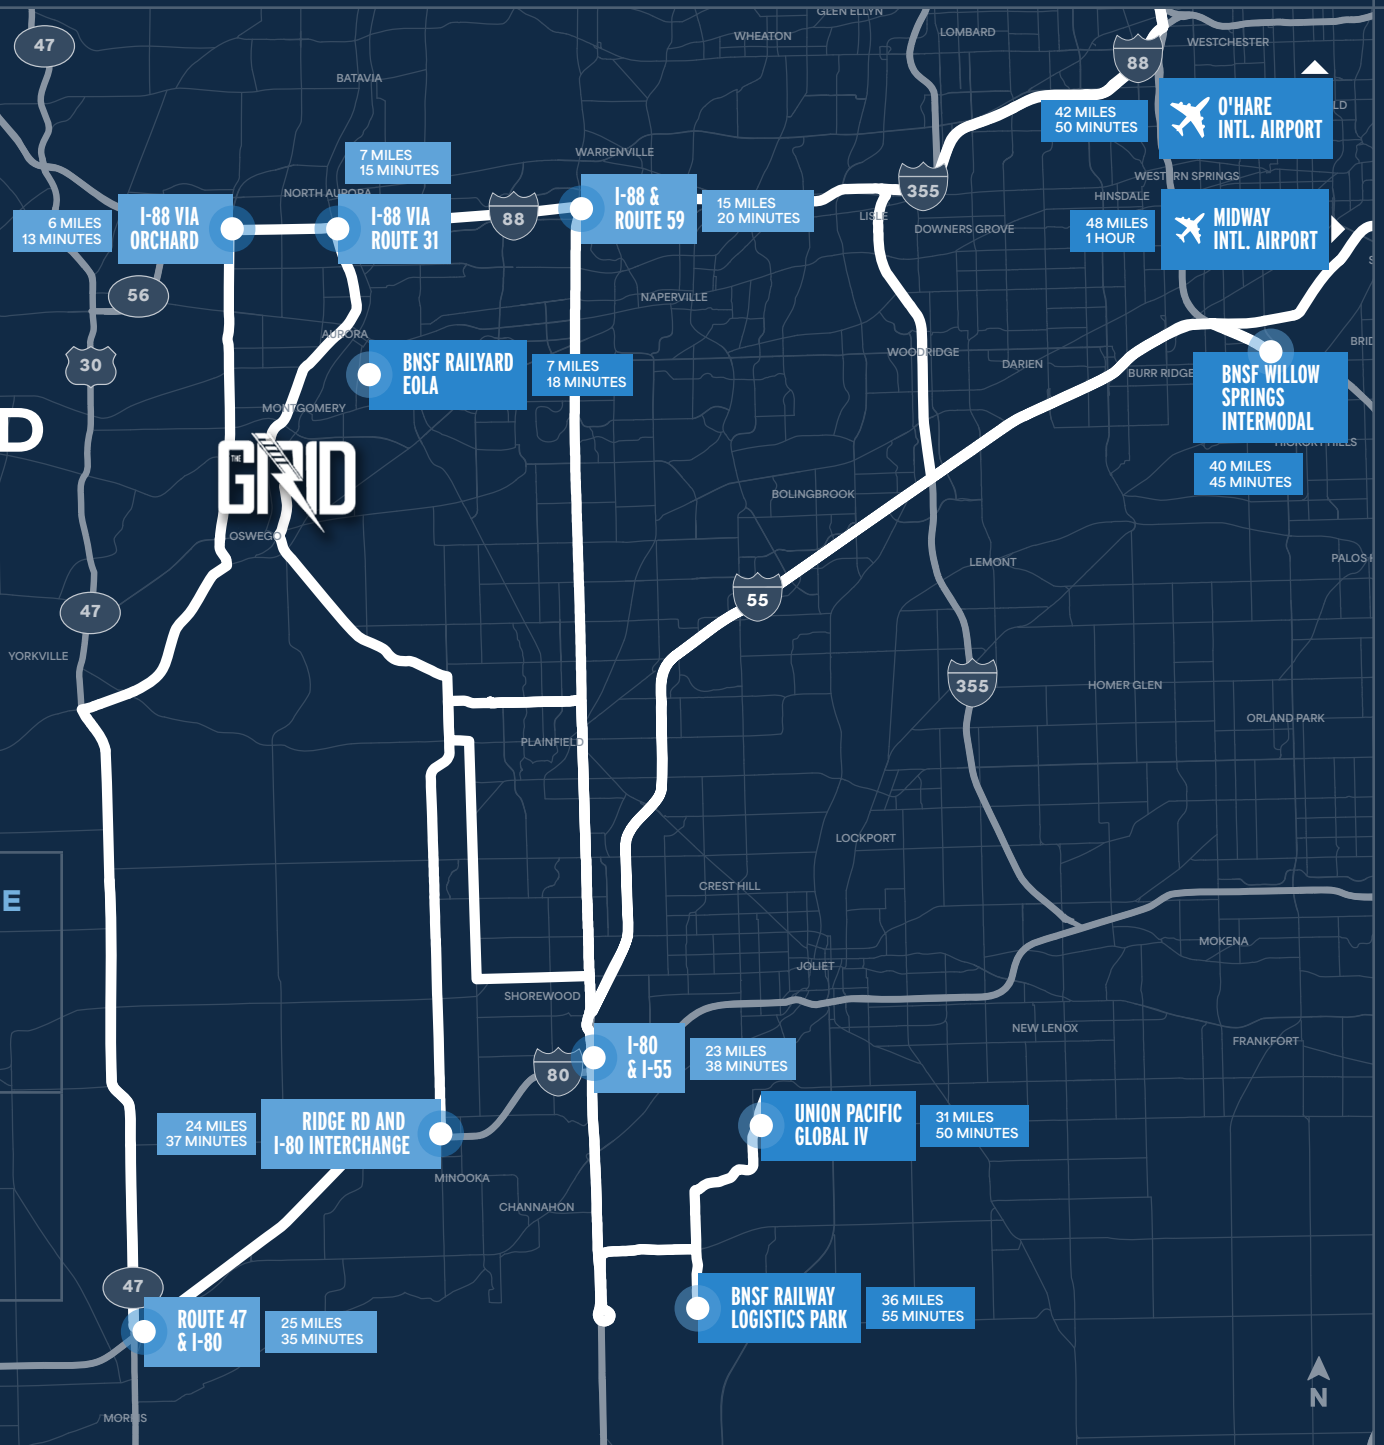 GLEN ELLYN
LOMBARD
WHEATON
WESTCHESTER
47
88
BATAVIA
O'HARE
INTL. AIRPORT
42 MILES
50 MINUTES
WARRENVILLE
7 MILES
15 MINUTES
WESTERN SPRINGS
HINSDALE
NORTH AURORA
355
I-88 &
ROUTE 59
15 MILES
20 MINUTES
LISLE
DOWNERS GROVE
48 MILES
1 HOUR
MIDWAY
INTL. AIRPORT
6 MILES
13 MINUTES
I-88 VIA
ORCHARD
I-88 VIA
ROUTE 31
88
56
NAPERVILLE
AURORA
BRID
30
BNSF RAILYARD
EOLA
7 MILES
18 MINUTES
WOODRIDGE
DARIEN
BURR RIDGE
BNSF WILLOW
SPRINGS
INTERMODAL
MONTGOMERY
D
HICKORY HILLS
THE
GRID
40 MILES
45 MINUTES
BOLINGBROOK
OSWEGO
LEMONT
PALOS H
55
47
YORKVILLE
355
HOMER GLEN
ORLAND PARK
PLAINFIELD
LOCKPORT
CREST HILL
E
MOKENA
JOLIET
SHOREWOOD
NEW LENOX
FRANKFORT
I-80
& I-55
23 MILES
38 MINUTES
80
24 MILES
37 MINUTES
RIDGE RD AND
I-80 INTERCHANGE
UNION PACIFIC
GLOBAL IV
31 MILES
50 MINUTES
MINOOKA
CHANNAHON
47
BNSF RAILWAY
LOGISTICS PARK
36 MILES
55 MINUTES
ROUTE 47
& I-80
25 MILES
35 MINUTES
N
MORRIS